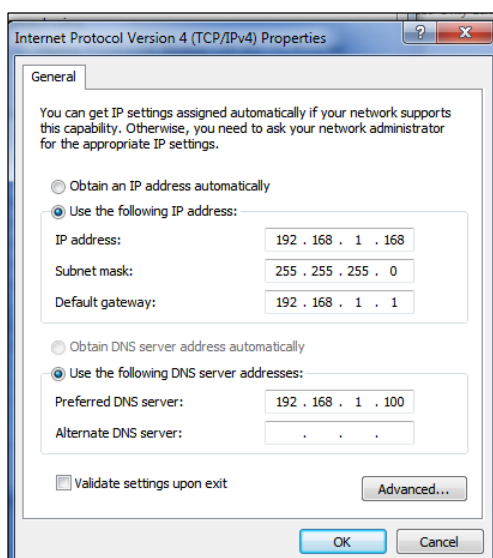 Internet Protocol Version 4 (TCP/IPv4) Properties
?
X
General
You can get IP settings assigned automatically if your network supports
this capability. Otherwise, you need to ask your network administrator
for the appropriate IP settings.
Obtain an IP address automatically
Use the following IP address:
IP address: 192 . 168 . 1 . 168
Subnet mask: 255 . 255 . 255 . 0
Default gateway: 192 . 168 . 1 . 1
Obtain DNS server address automatically
Use the following DNS server addresses:
Preferred DNS server: 192 . 168 . 1 . 100
Alternate DNS server: . . .
Validate settings upon exit
Advanced...
OK Cancel